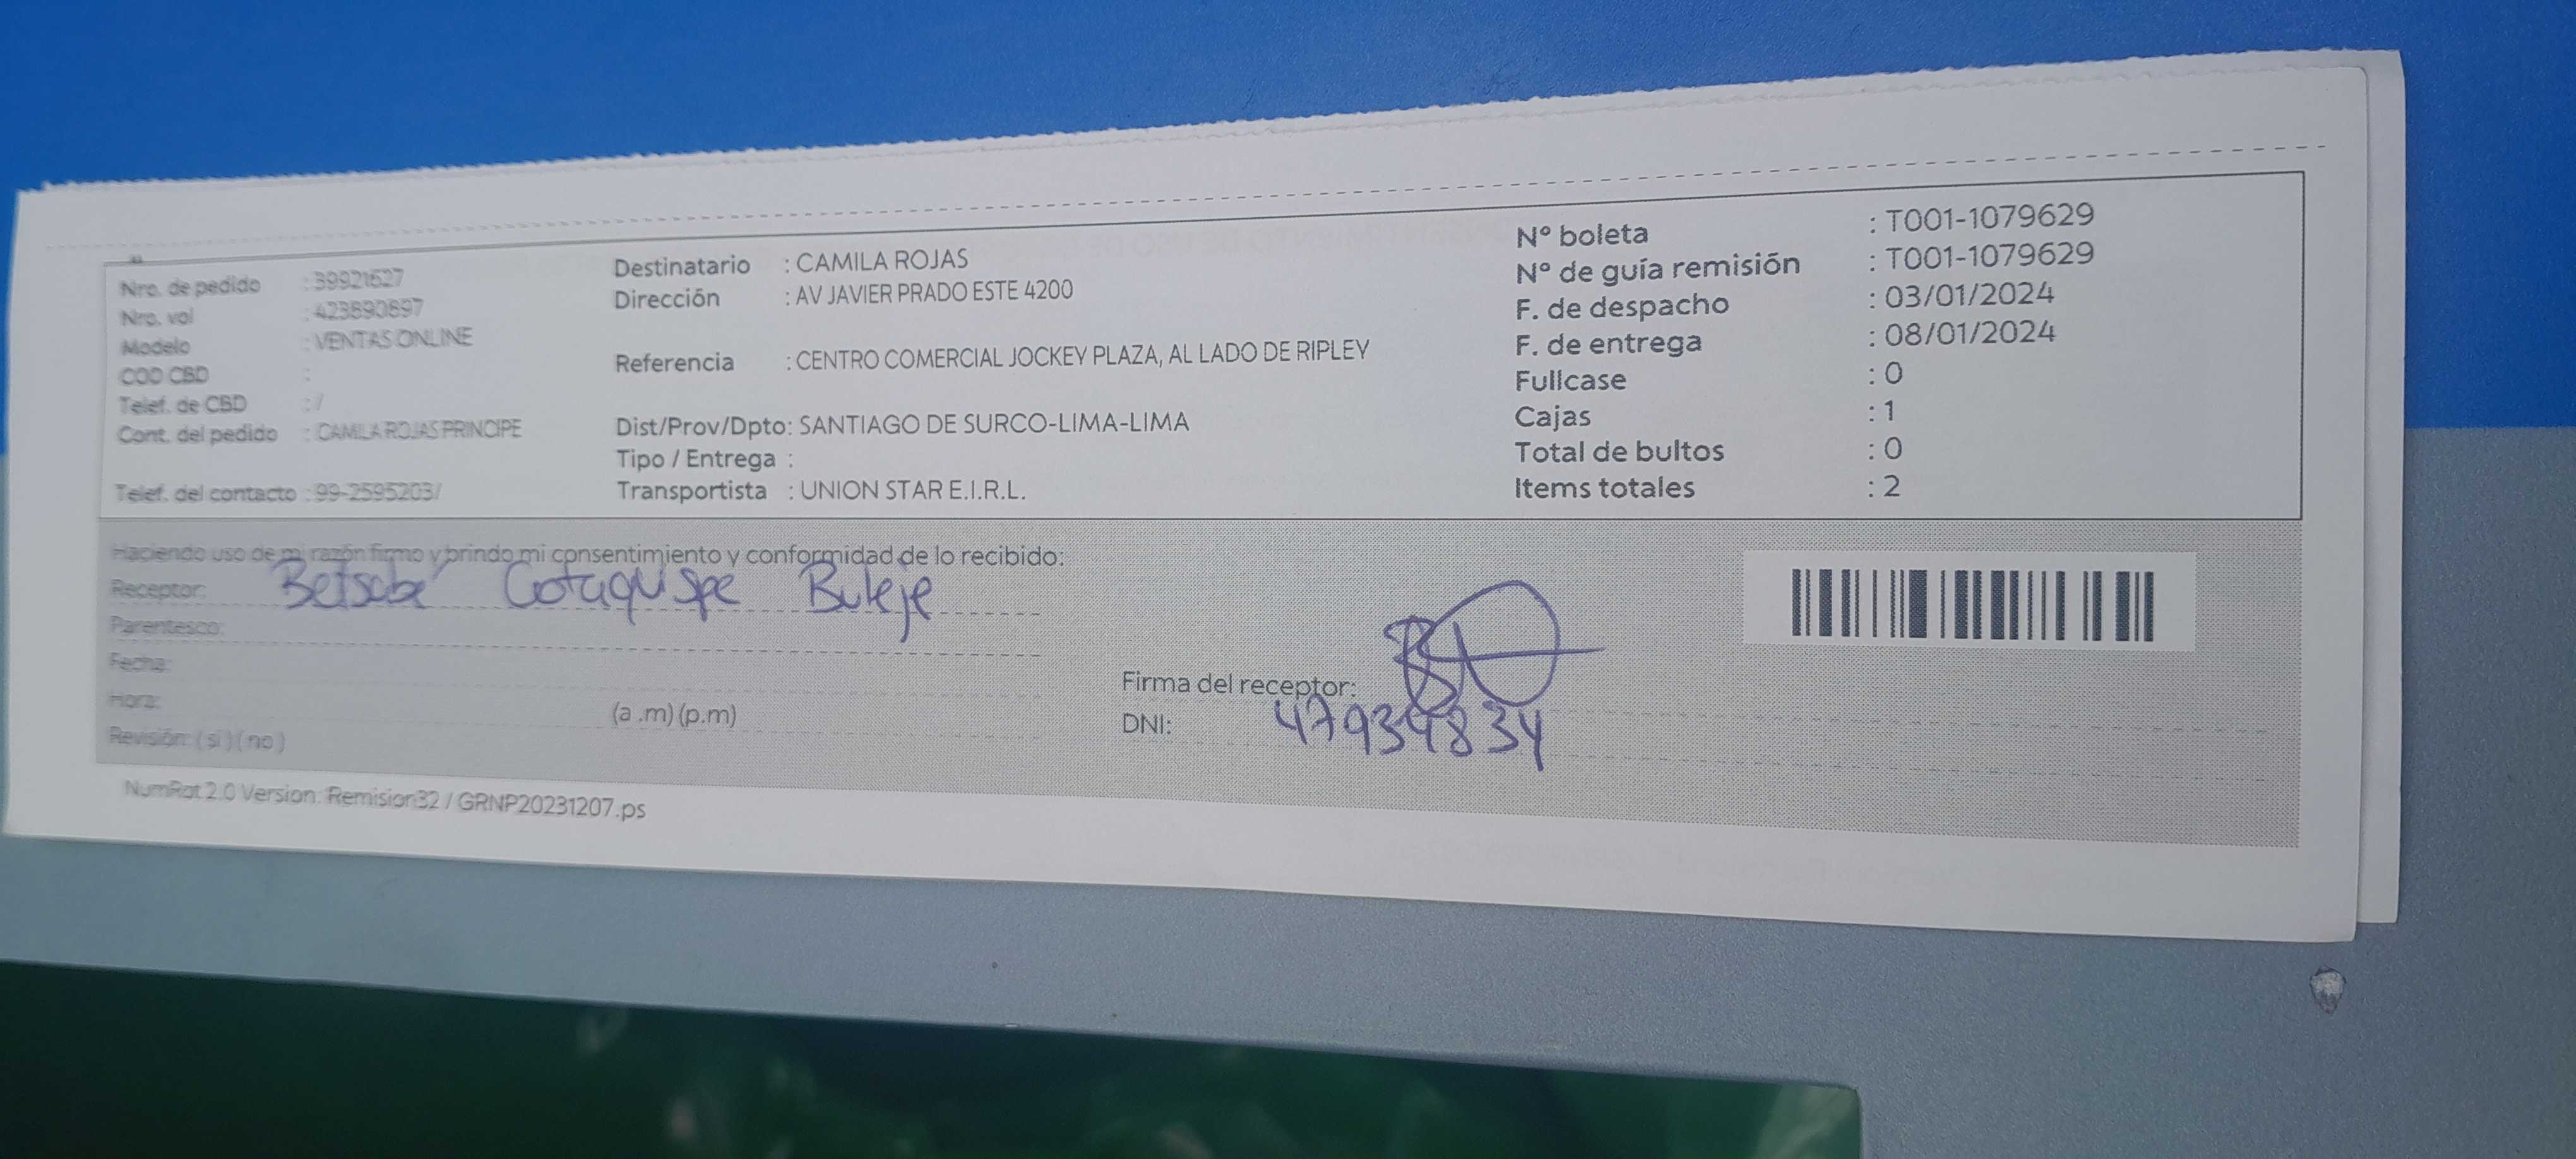 Nro. de pedido : 39921627
Nro. vol : 423890897
Modelo : VENTAS ONLINE
COD CBD :
Telef. de CBD : /
Cont. del pedido : CAMILA ROJAS PRINCIPE
Telef. del contacto : 99-2595203/
Destinatario : CAMILA ROJAS
Dirección : AV JAVIER PRADO ESTE 4200
Referencia : CENTRO COMERCIAL JOCKEY PLAZA, AL LADO DE RIPLEY
Dist/Prov/Dpto: SANTIAGO DE SURCO-LIMA-LIMA
Tipo / Entrega :
Transportista : UNION STAR E.I.R.L.
Nº boleta : T001-1079629
Nº de guía remisión : T001-1079629
F. de despacho : 03/01/2024
F. de entrega : 08/01/2024
Fullcase : 0
Cajas : 1
Total de bultos : 0
Items totales : 2
Haciendo uso de mi razón firmo y brindo mi consentimiento y conformidad de lo recibido:
Receptor: Betsabé Cotaquispe Buleje
Parentesco:
Fecha:
Hora: (a .m) (p.m)
Revisión: ( si ) ( no )
Firma del receptor:
DNI: 47934834
NumRot 2.0 Version: Remision32 / GRNP20231207.ps